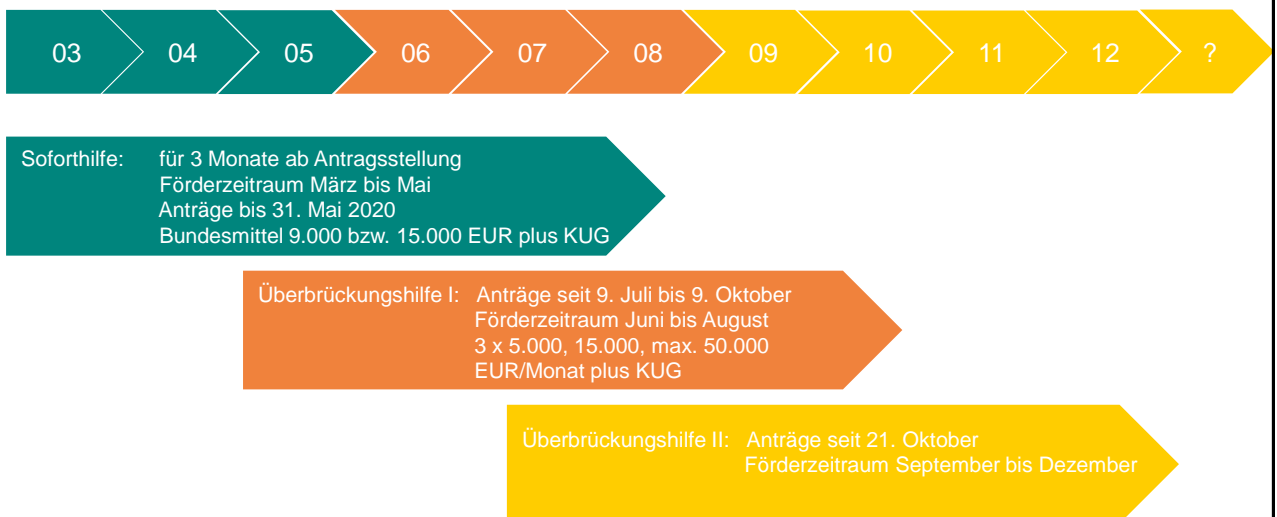 03 04 05 06 07 08 09 10 11 12 ?
Soforthilfe: für 3 Monate ab Antragsstellung
Förderzeitraum März bis Mai
Anträge bis 31. Mai 2020
Bundesmittel 9.000 bzw. 15.000 EUR plus KUG
Überbrückungshilfe I: Anträge seit 9. Juli bis 9. Oktober
Förderzeitraum Juni bis August
3 x 5.000, 15.000, max. 50.000
EUR/Monat plus KUG
Überbrückungshilfe II: Anträge seit 21. Oktober
Förderzeitraum September bis Dezember